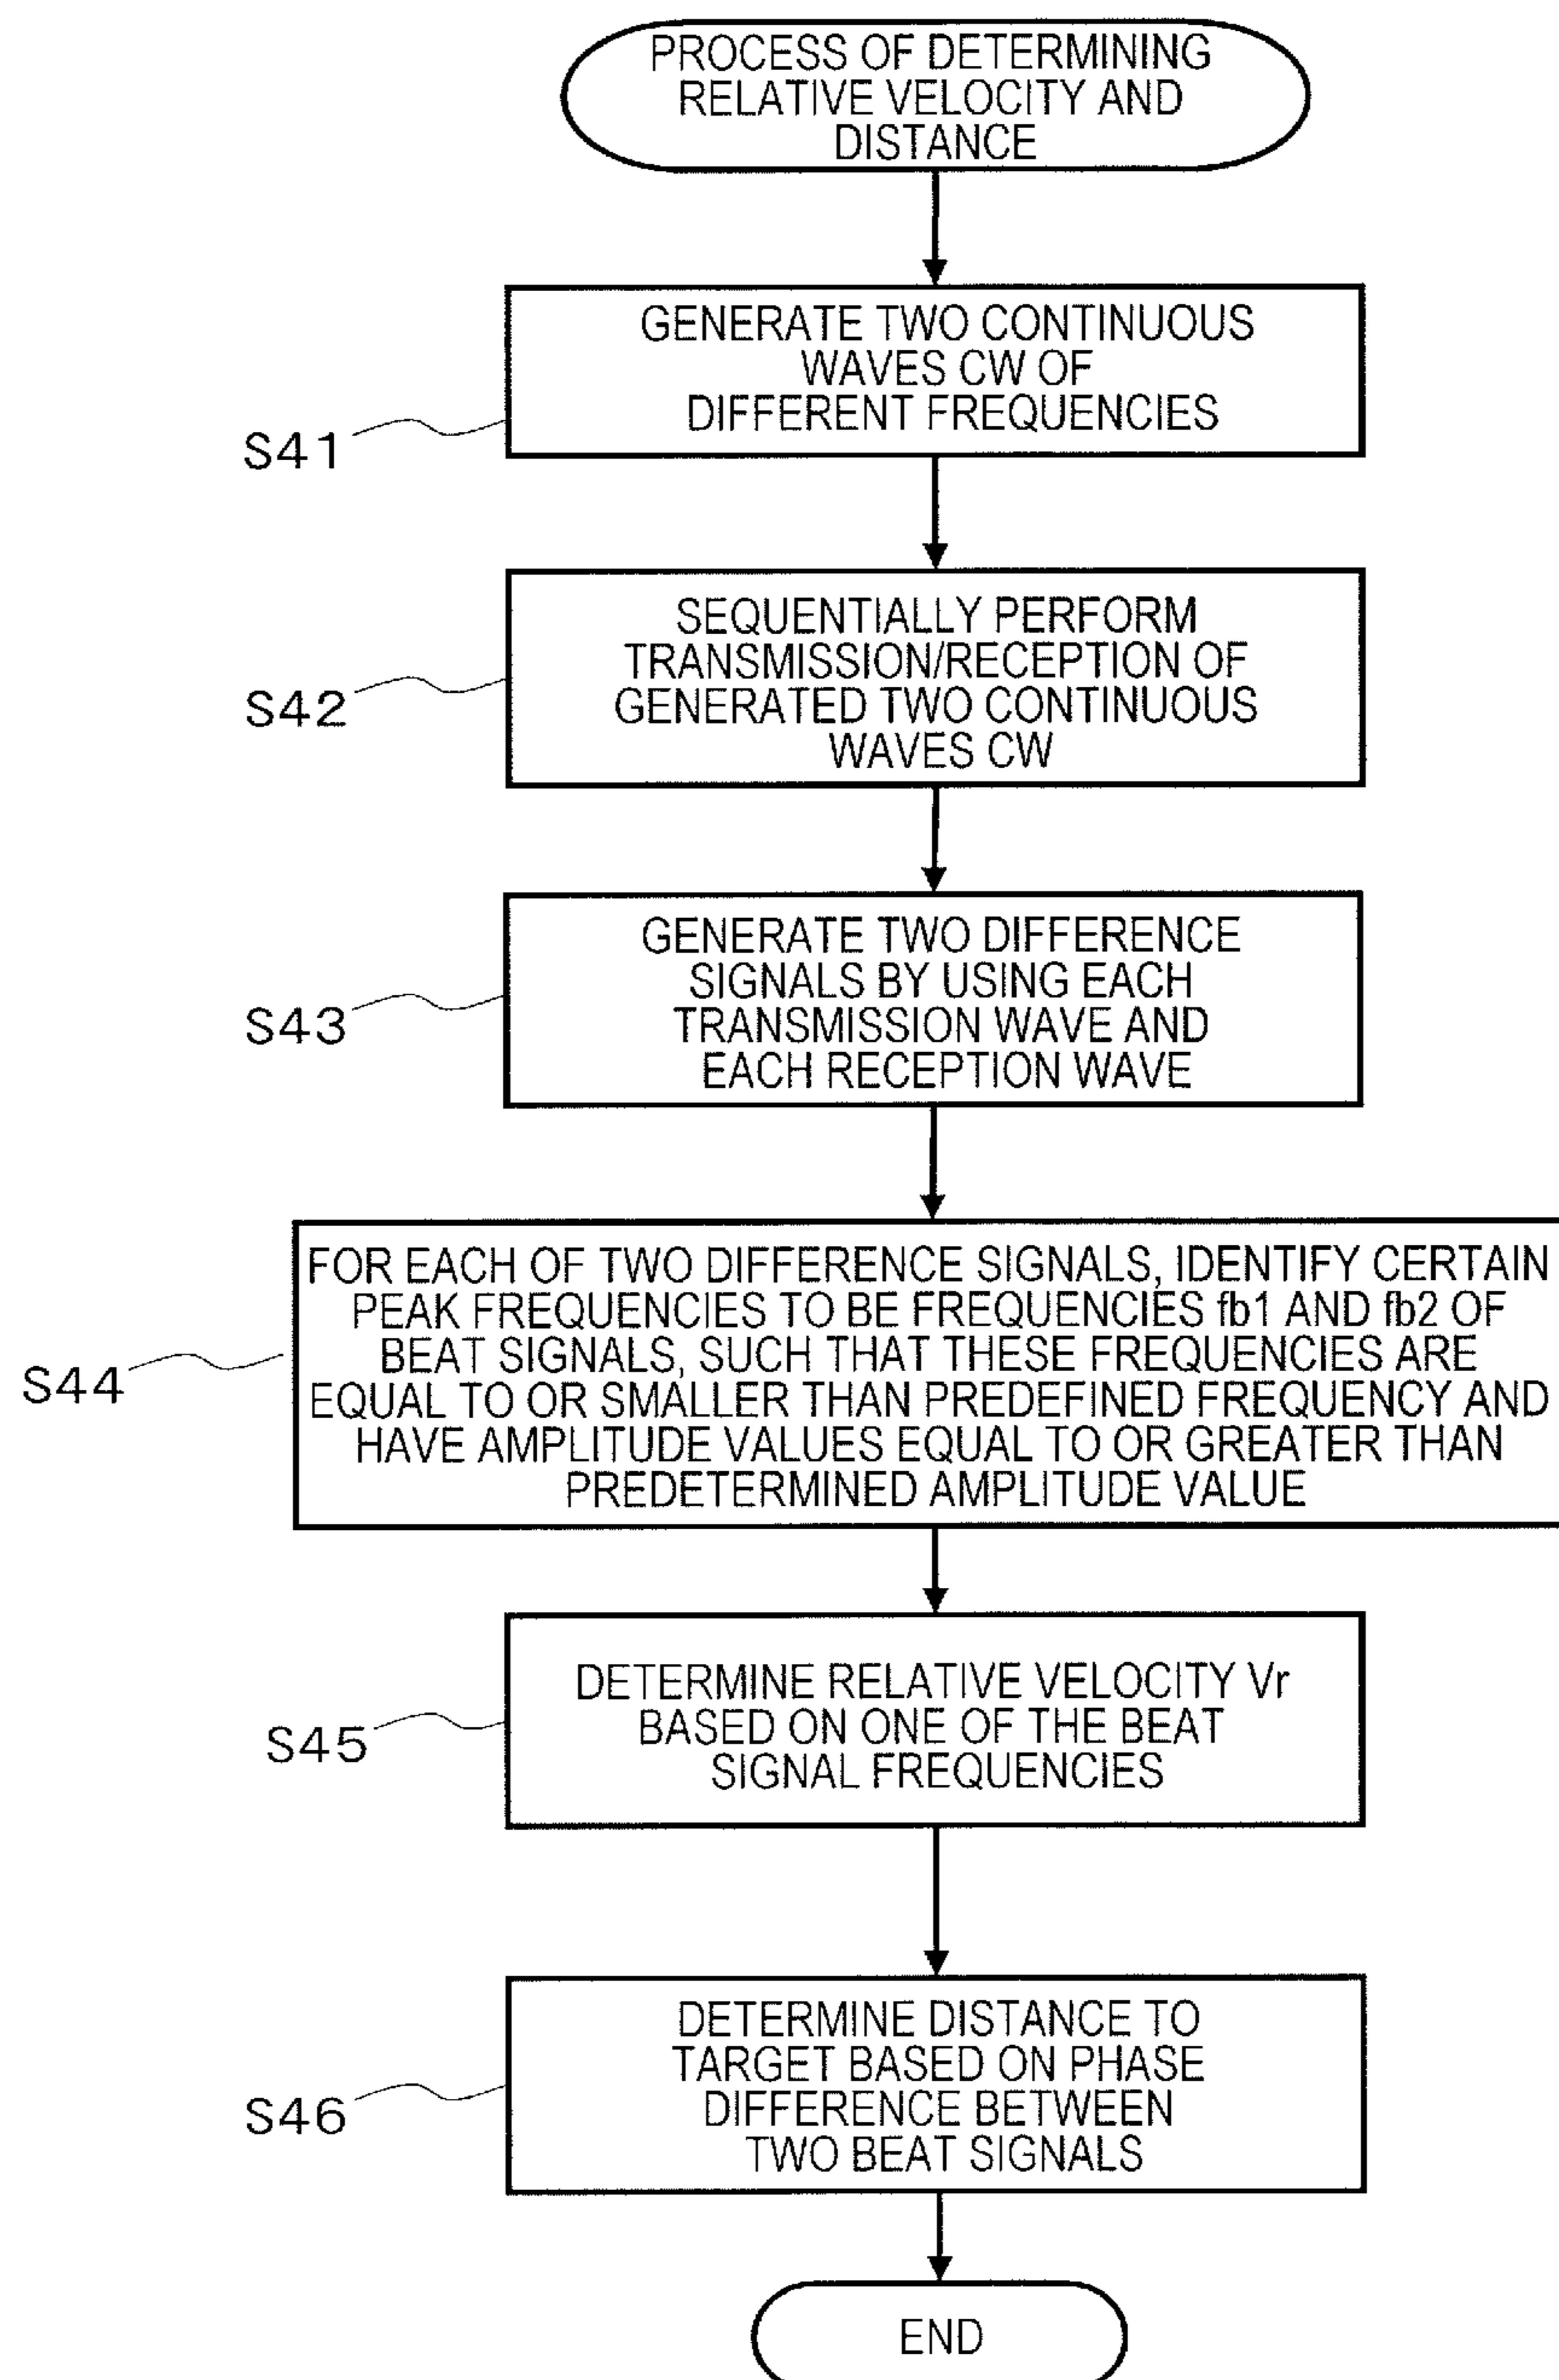 PROCESS OF DETERMINING
RELATIVE VELOCITY AND
DISTANCE
GENERATE TWO CONTINUOUS
WAVES CW OF
DIFFERENT FREQUENCIES
S41
SEQUENTIALLY PERFORM
TRANSMISSION/RECEPTION OF
GENERATED TWO CONTINUOUS
WAVES CW
S42
GENERATE TWO DIFFERENCE
SIGNALS BY USING EACH
TRANSMISSION WAVE AND
EACH RECEPTION WAVE
S43
FOR EACH OF TWO DIFFERENCE SIGNALS, IDENTIFY CERTAIN
PEAK FREQUENCIES TO BE FREQUENCIES fb1 AND fb2 OF
BEAT SIGNALS, SUCH THAT THESE FREQUENCIES ARE
EQUAL TO OR SMALLER THAN PREDEFINED FREQUENCY AND
HAVE AMPLITUDE VALUES EQUAL TO OR GREATER THAN
PREDETERMINED AMPLITUDE VALUE
S44
DETERMINE RELATIVE VELOCITY Vr
BASED ON ONE OF THE BEAT
SIGNAL FREQUENCIES
S45
DETERMINE DISTANCE TO
TARGET BASED ON PHASE
DIFFERENCE BETWEEN
TWO BEAT SIGNALS
S46
END